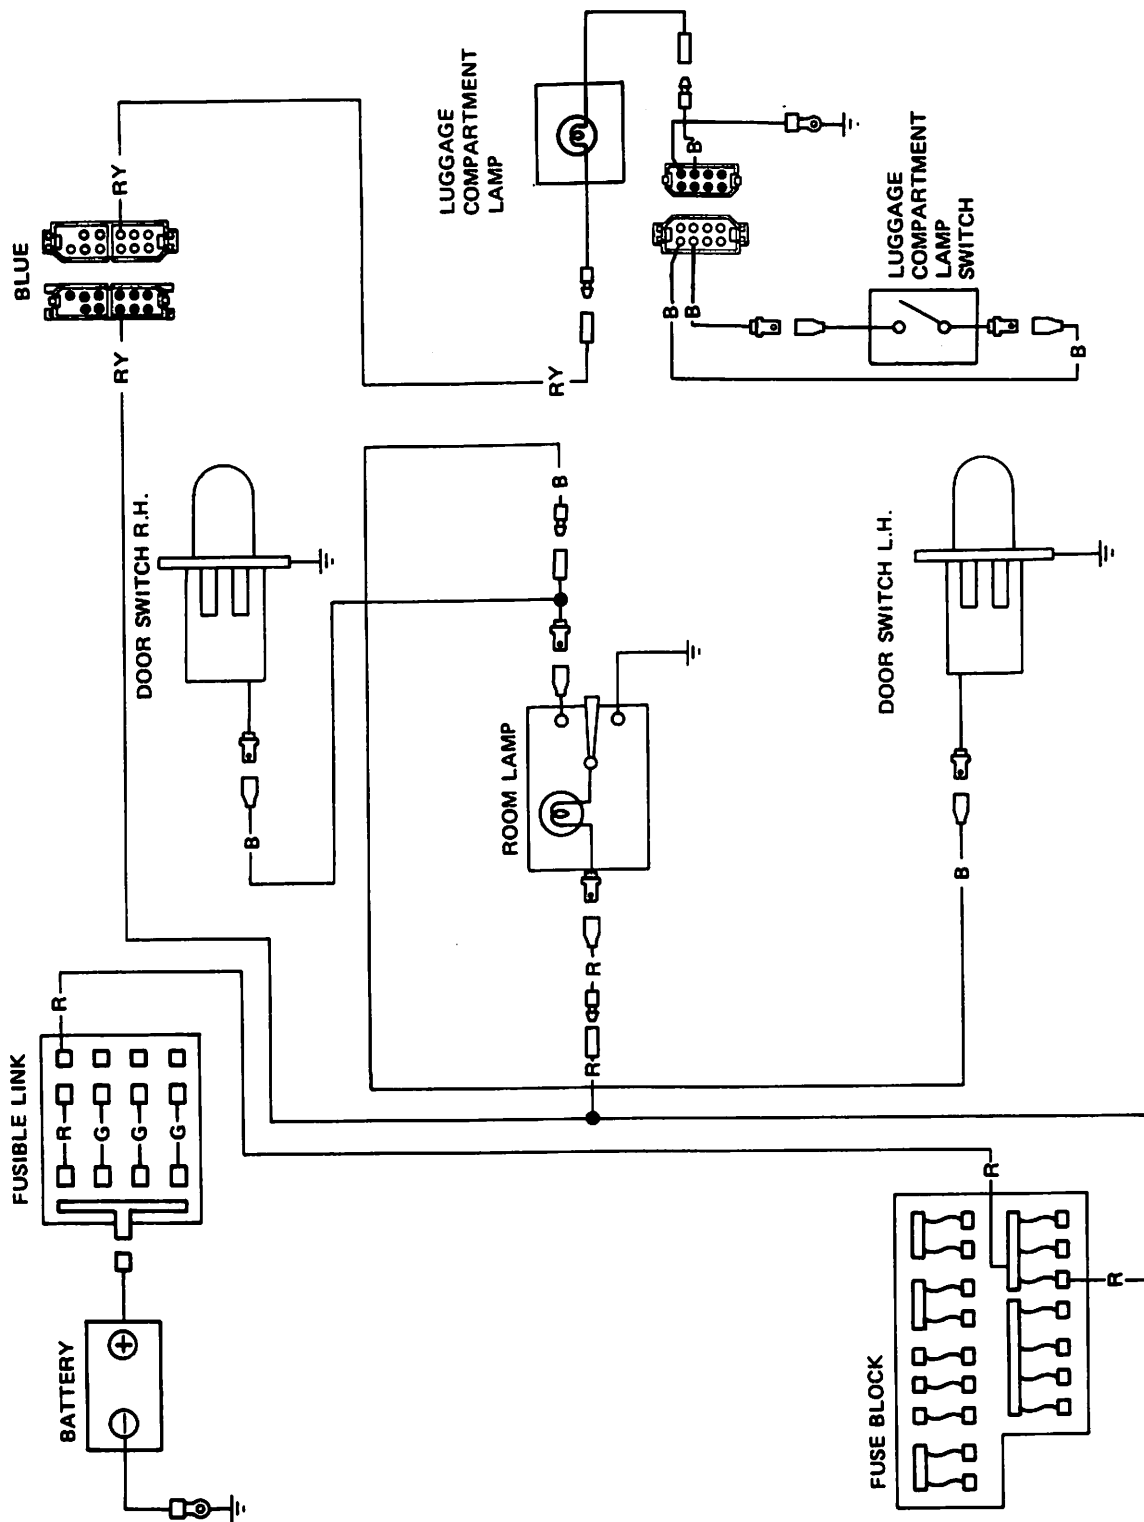 BATTERY
FUSIBLE LINK
R
G
G
G
R
RY
BLUE
RY
DOOR SWITCH R.H.
B
FUSE BLOCK
R
R
R
R
ROOM LAMP
B
RY
LUGGAGE
COMPARTMENT
LAMP
B
B
B
LUGGAGE
COMPARTMENT
LAMP
SWITCH
B
DOOR SWITCH L.H.
B